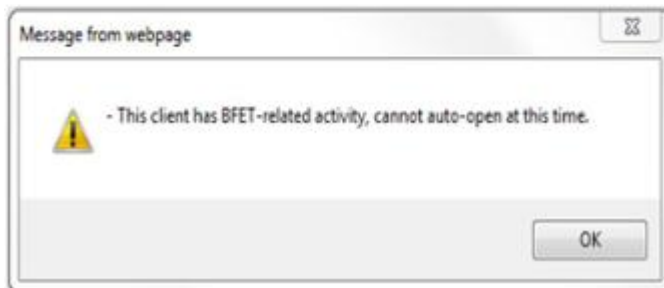 Message from webpage
- This client has BFET-related activity, cannot auto-open at this time.
OK